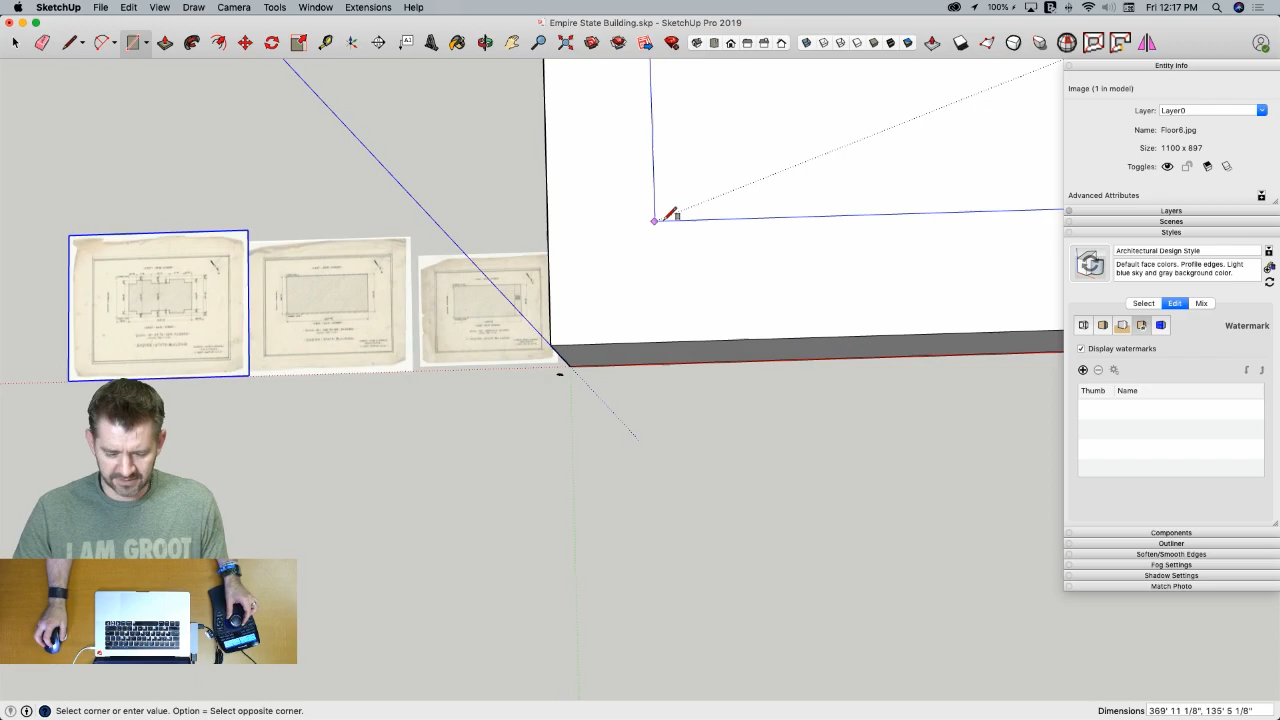 SketchUp File Edit View Camera Draw Tools Window Extensions Help
100% Fri 12:17 PM
Empire State Building.skp - SketchUp Pro 2019
Entity Info
Image (1 in model)
Layer: Layer0
Name: Floor6.jpg
Size: 1100 x 897
Toggles:
Advanced Attributes
Layers
Scenes
Styles
Architectural Design Style
Default face colors. Profile edges. Light
blue sky and gray background color.
Select Edit Mix
Watermark
Display watermarks
Thumb Name
Components
Outliner
Soften/Smooth Edges
Fog Settings
Shadow Settings
Match Photo
I AM GROOT
Select corner or enter value. Option = Select opposite corner.
Dimensions 369' 11 1/8", 135' 5 1/8"